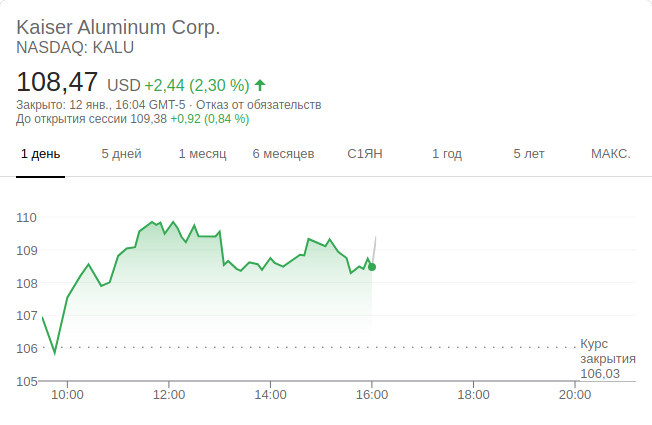 Kaiser Aluminum Corp.
NASDAQ: KALU
108,47 USD +2,44 (2,30 %)
Закрыто: 12 янв., 16:04 GMT-5 · Отказ от обязательств
До открытия сессии 109,38 +0,92 (0,84 %)
1 день 5 дней 1 месяц 6 месяцев С1ЯН 1 год 5 лет МАКС.
110
109
108
107
106
Курс
закрытия
106,03
105
10:00 12:00 14:00 16:00 18:00 20:00